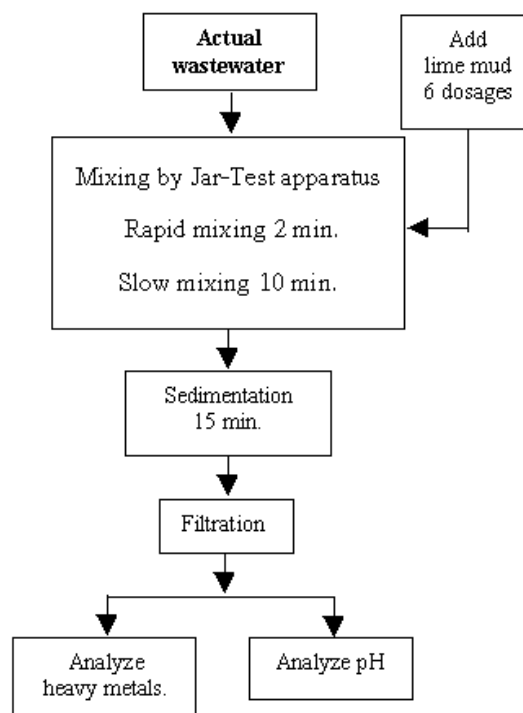 Actual
wastewater
Add
lime mud
6 dosages
Mixing by Jar-Test apparatus
Rapid mixing 2 min.
Slow mixing 10 min.
Sedimentation
15 min.
Filtration
Analyze
heavy metals.
Analyze pH